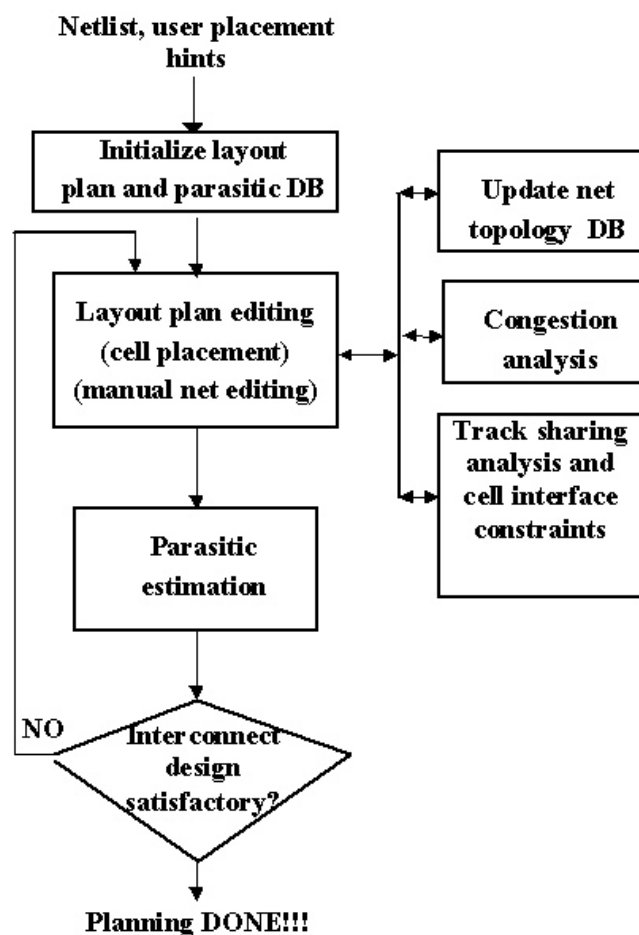 Netlist, user placement
hints
Initialize layout
plan and parasitic DB
Layout plan editing
(cell placement)
(manual net editing)
Update net
topology DB
Congestion
analysis
Track sharing
analysis and
cell interface
constraints
Parasitic
estimation
NO
Interconnect
design
satisfactory?
Planning DONE!!!